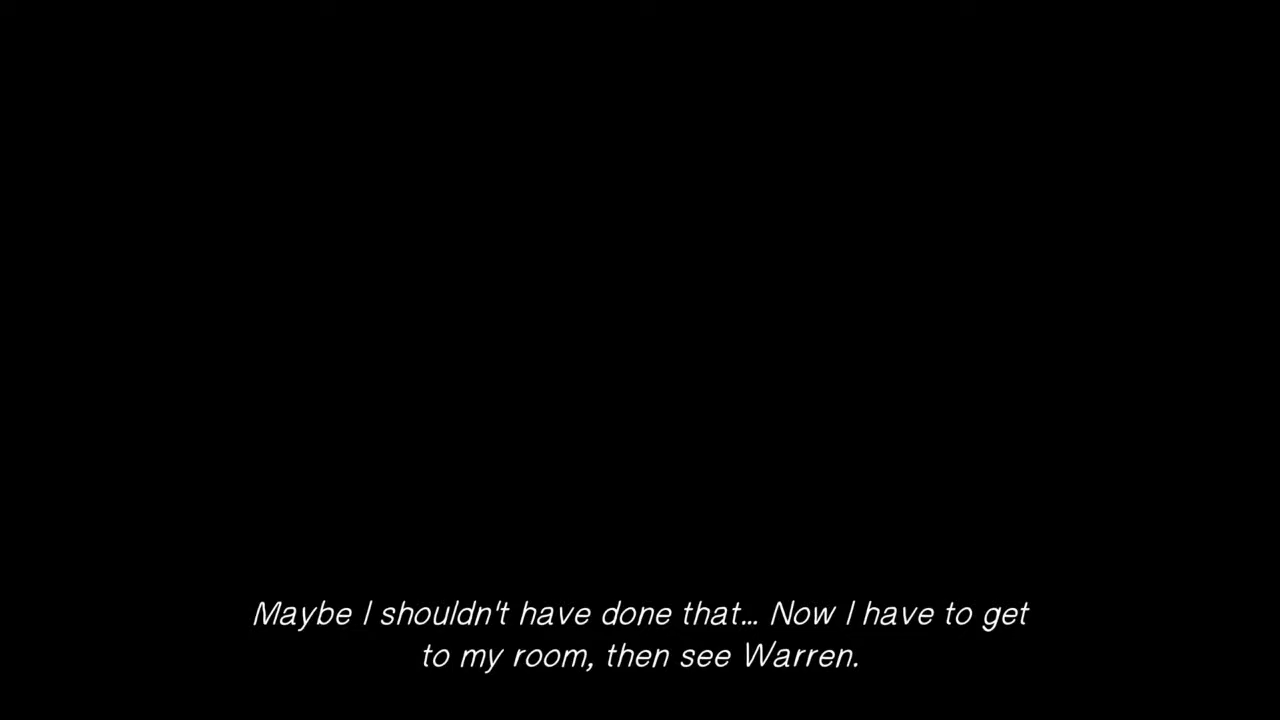 Maybe I shouldn't have done that... Now I have to get
to my room, then see Warren.